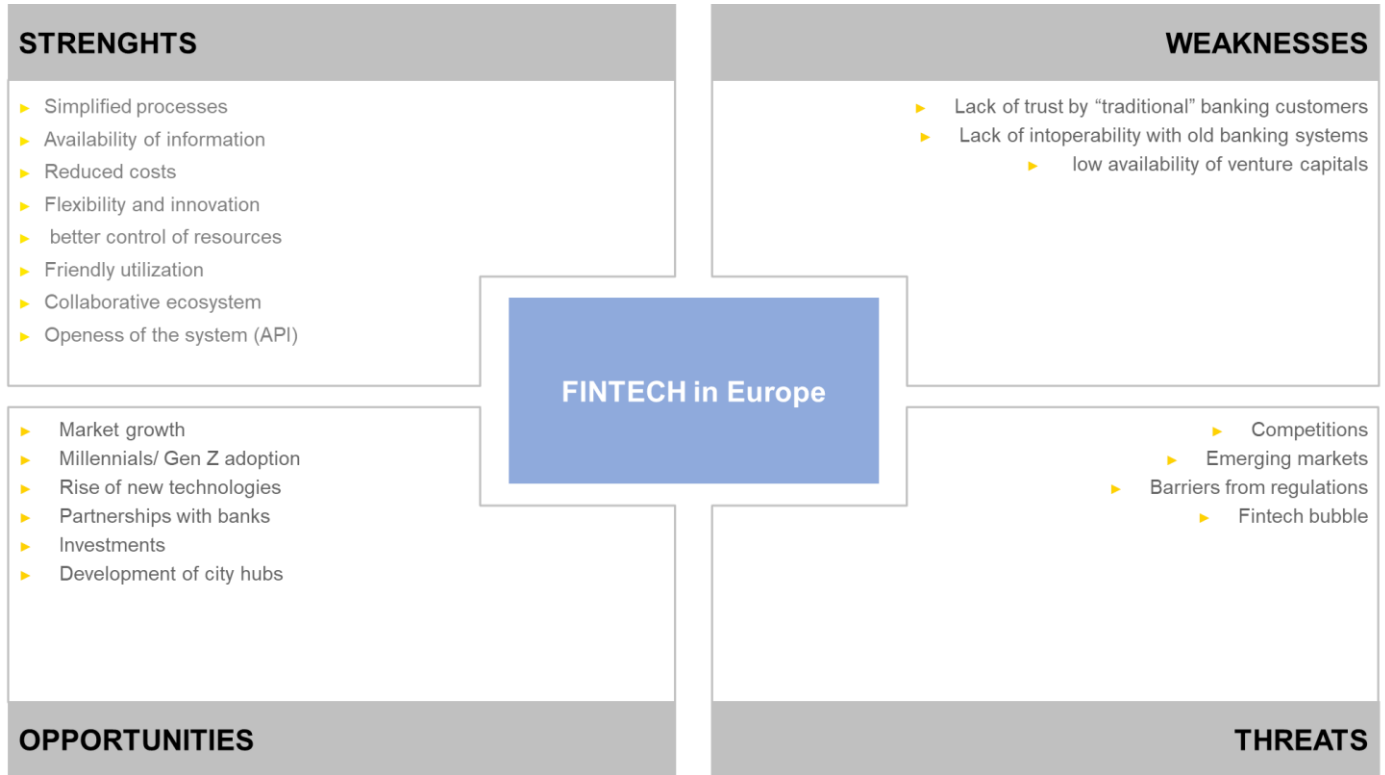 STRENGHTS
Simplified processes
Availability of information
Reduced costs
Flexibility and innovation
better control of resources
Friendly utilization
Collaborative ecosystem
Openess of the system (API)
WEAKNESSES
Lack of trust by “traditional” banking customers
Lack of intoperability with old banking systems
low availability of venture capitals
FINTECH in Europe
Market growth
Millennials/ Gen Z adoption
Rise of new technologies
Partnerships with banks
Investments
Development of city hubs
OPPORTUNITIES
Competitions
Emerging markets
Barriers from regulations
Fintech bubble
THREATS